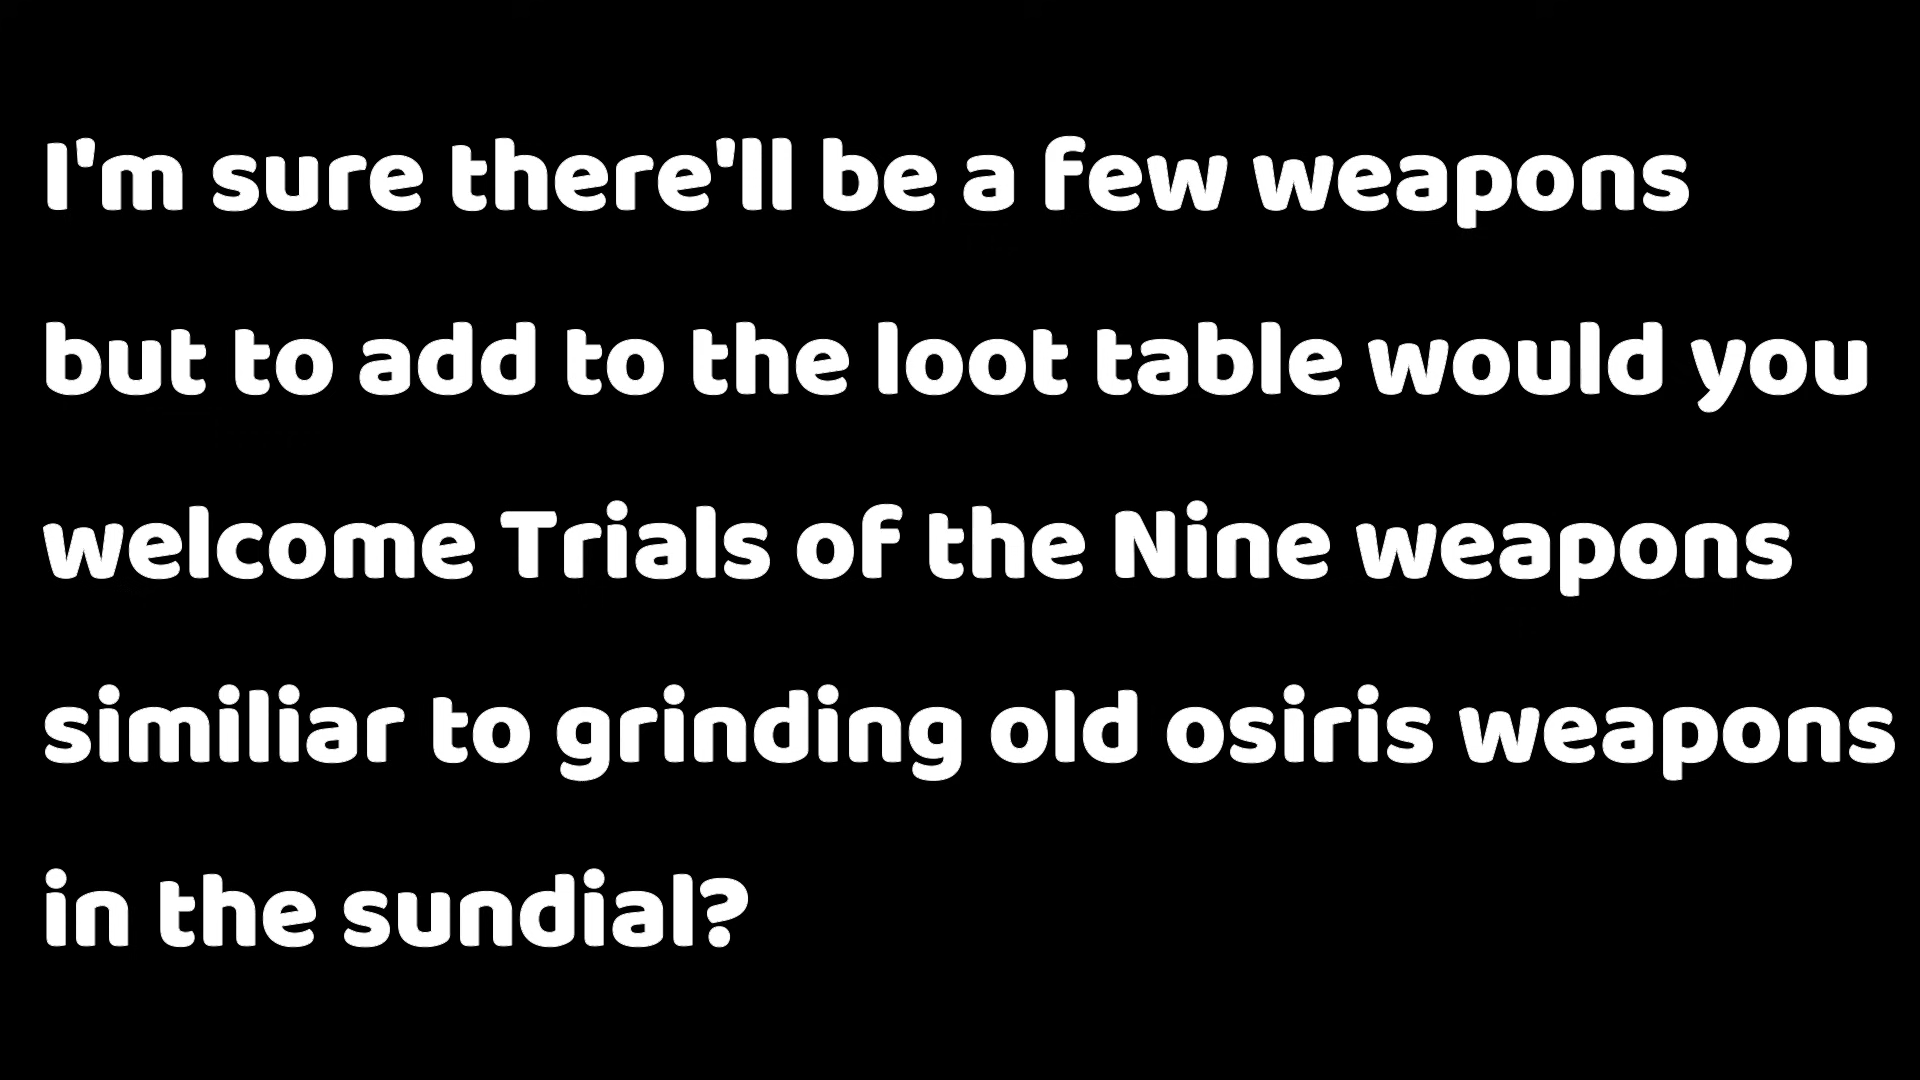 I'm sure there'll be a few weapons
but to add to the loot table would you
welcome Trials of the Nine weapons
similiar to grinding old osiris weapons
in the sundial?